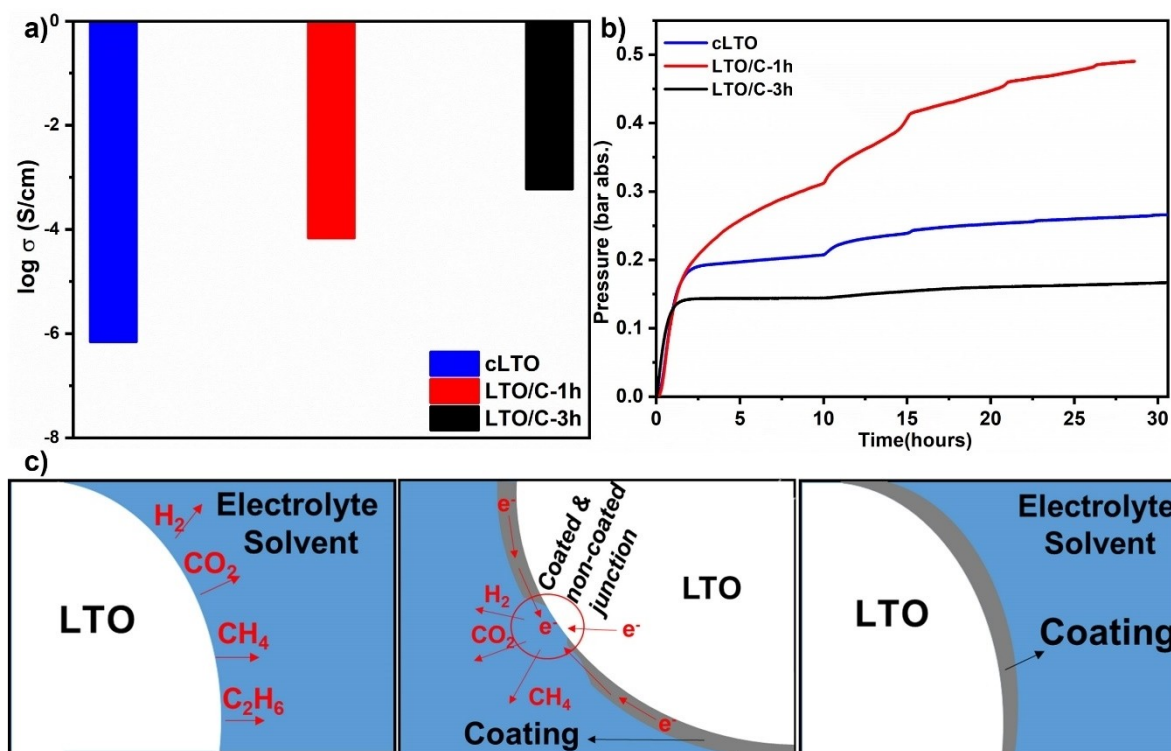 a)
0
-2
-4
-6
-8
log σ (S/cm)
cLTO
LTO/C-1h
LTO/C-3h
b)
cLTO
LTO/C-1h
LTO/C-3h
0.5
0.4
0.3
0.2
0.1
0.0
Pressure (bar abs.)
0
5
10
15
20
25
30
Time(hours)
c)
LTO
H2
CO2
CH4
C2H6
Electrolyte
Solvent
e-
Coated &
non-coated
junction
LTO
H2
e-
e-
CO2
CH4
e-
Coating
LTO
Electrolyte
Solvent
Coating